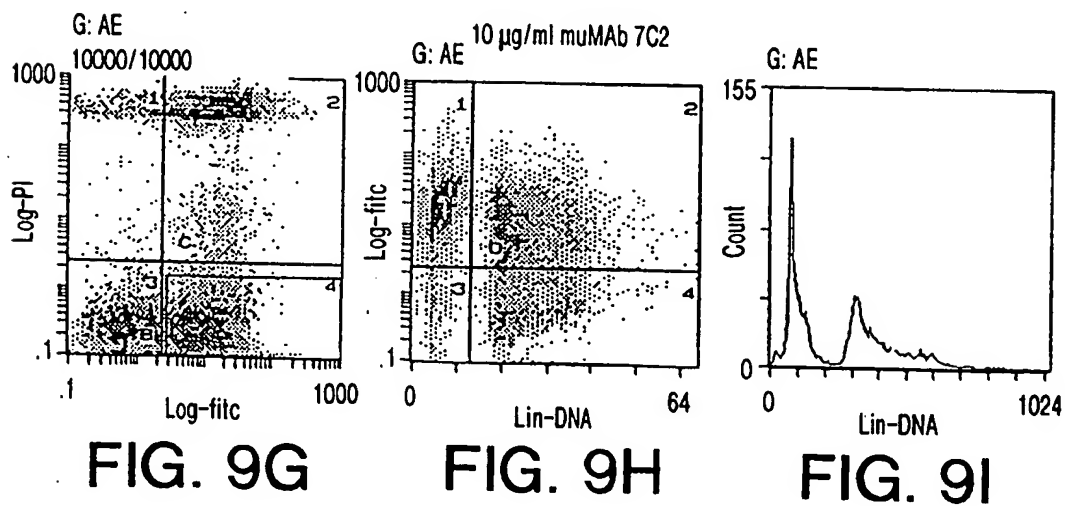 G: AE
10000/10000
1000
1
2
Log-PI
C
3
4
.1
.1
1000
Log-fitc
FIG. 9G
10 µg/ml muMAb 7C2
G: AE
1000
1
2
Log-fitc
3
4
.1
0
64
Lin-DNA
FIG. 9H
G: AE
155
Count
0
0
1024
Lin-DNA
FIG. 9I